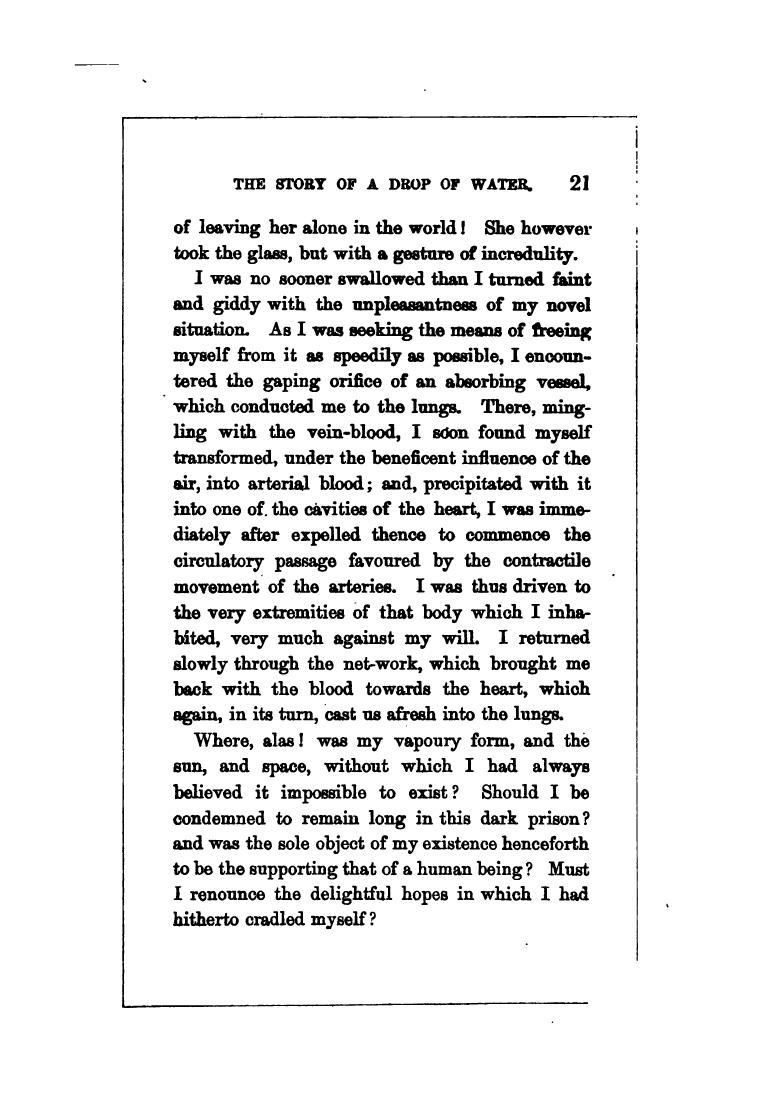 THE STORY OF A DROP OF WATER. 21
of leaving her alone in the world! She however
took the glass, but with a gesture of incredulity.
I was no sooner swallowed than I turned faint
and giddy with the unpleasantness of my novel
situation. As I was seeking the means of freeing
myself from it as speedily as possible, I encoun-
tered the gaping orifice of an absorbing vessel,
which conducted me to the lungs. There, ming-
ling with the vein-blood, I soon found myself
transformed, under the beneficent influence of the
air, into arterial blood; and, precipitated with it
into one of the cavities of the heart, I was imme-
diately after expelled thence to commence the
circulatory passage favoured by the contractile
movement of the arteries. I was thus driven to
the very extremities of that body which I inha-
bited, very much against my will. I returned
slowly through the net-work, which brought me
back with the blood towards the heart, which
again, in its turn, cast us afresh into the lungs.
Where, alas! was my vapoury form, and the
sun, and space, without which I had always
believed it impossible to exist? Should I be
condemned to remain long in this dark prison?
and was the sole object of my existence henceforth
to be the supporting that of a human being? Must
I renounce the delightful hopes in which I had
hitherto cradled myself?